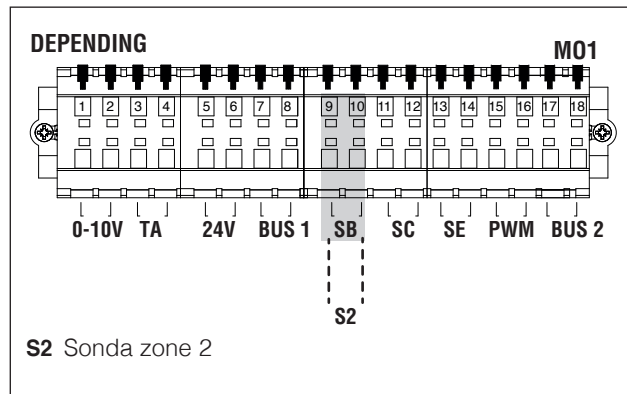 DEPENDING
MO1
1 2 3 4 5 6 7 8 9 10 11 12 13 14 15 16 17 18
0-10V TA 24V BUS 1 SB SC SE PWM BUS 2
S2
S2 Sonda zone 2